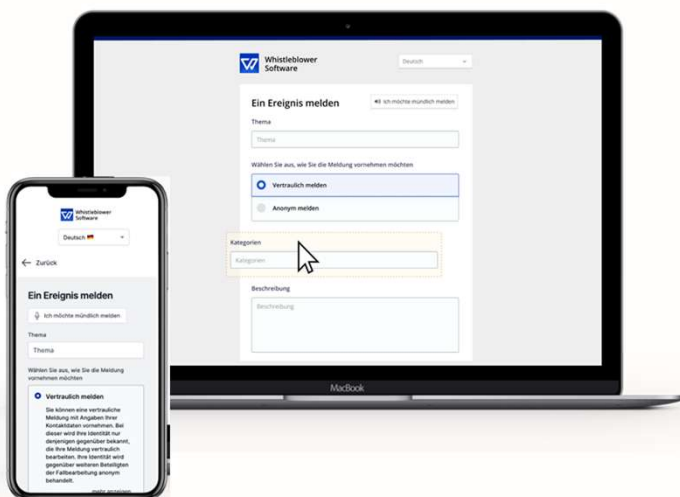 Whistleblower
Software
Deutsch
Ein Ereignis melden
Ich möchte mündlich melden
Thema
Thema
Wählen Sie aus, wie Sie die Meldung vornehmen möchten
Vertraulich melden
Anonym melden
Kategorien
Kategorien
Beschreibung
Beschreibung
MacBook
Whistleblower
Software
Deutsch
← Zurück
Ein Ereignis melden
Ich möchte mündlich melden
Thema
Thema
Wählen Sie aus, wie Sie die Meldung
vornehmen möchten
Vertraulich melden
Sie können eine vertrauliche
Meldung mit Angaben Ihrer
Kontaktdaten vornehmen. Bei
dieser wird Ihre Identität nur
denjenigen gegenüber bekannt,
die Ihre Meldung vertraulich
bearbeiten. Ihre Identität wird
gegenüber weiteren Beteiligten
der Fallbearbeitung anonym
behandelt.
mehr anzeigen